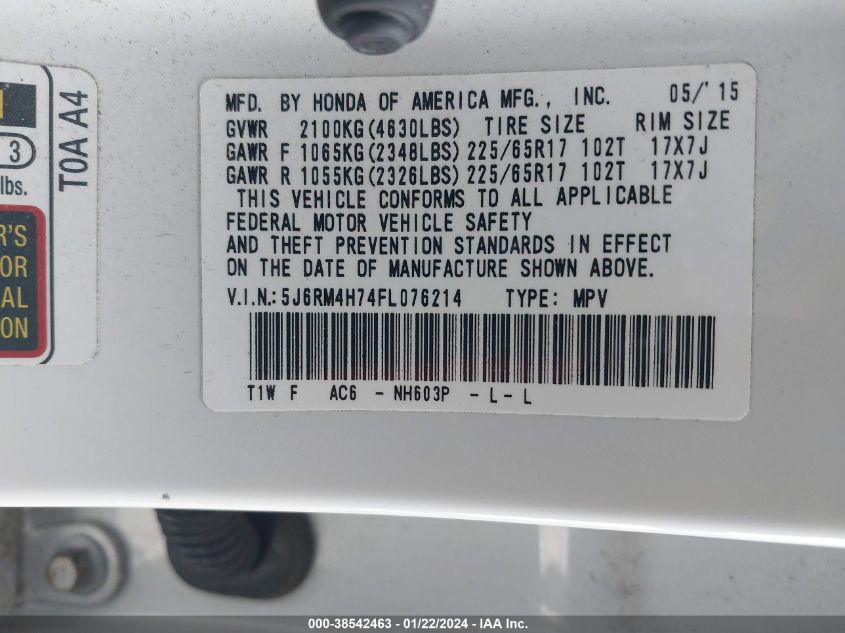 MFD. BY HONDA OF AMERICA MFG., INC. 05/'15
GVWR 2100KG(4630LBS) TIRE SIZE RIM SIZE
GAWR F 1065KG(2348LBS) 225/65R17 102T 17X7J
GAWR R 1055KG(2326LBS) 225/65R17 102T 17X7J
THIS VEHICLE CONFORMS TO ALL APPLICABLE
FEDERAL MOTOR VEHICLE SAFETY
AND THEFT PREVENTION STANDARDS IN EFFECT
ON THE DATE OF MANUFACTURE SHOWN ABOVE.
V.I.N.: 5J6RM4H74FL076214 TYPE: MPV
T1W F AC6 - NH603P - L - L
T0A A4
3
lbs.
R'S
OR
AL
ON
000-38542463 - 01/22/2024 - IAA Inc.